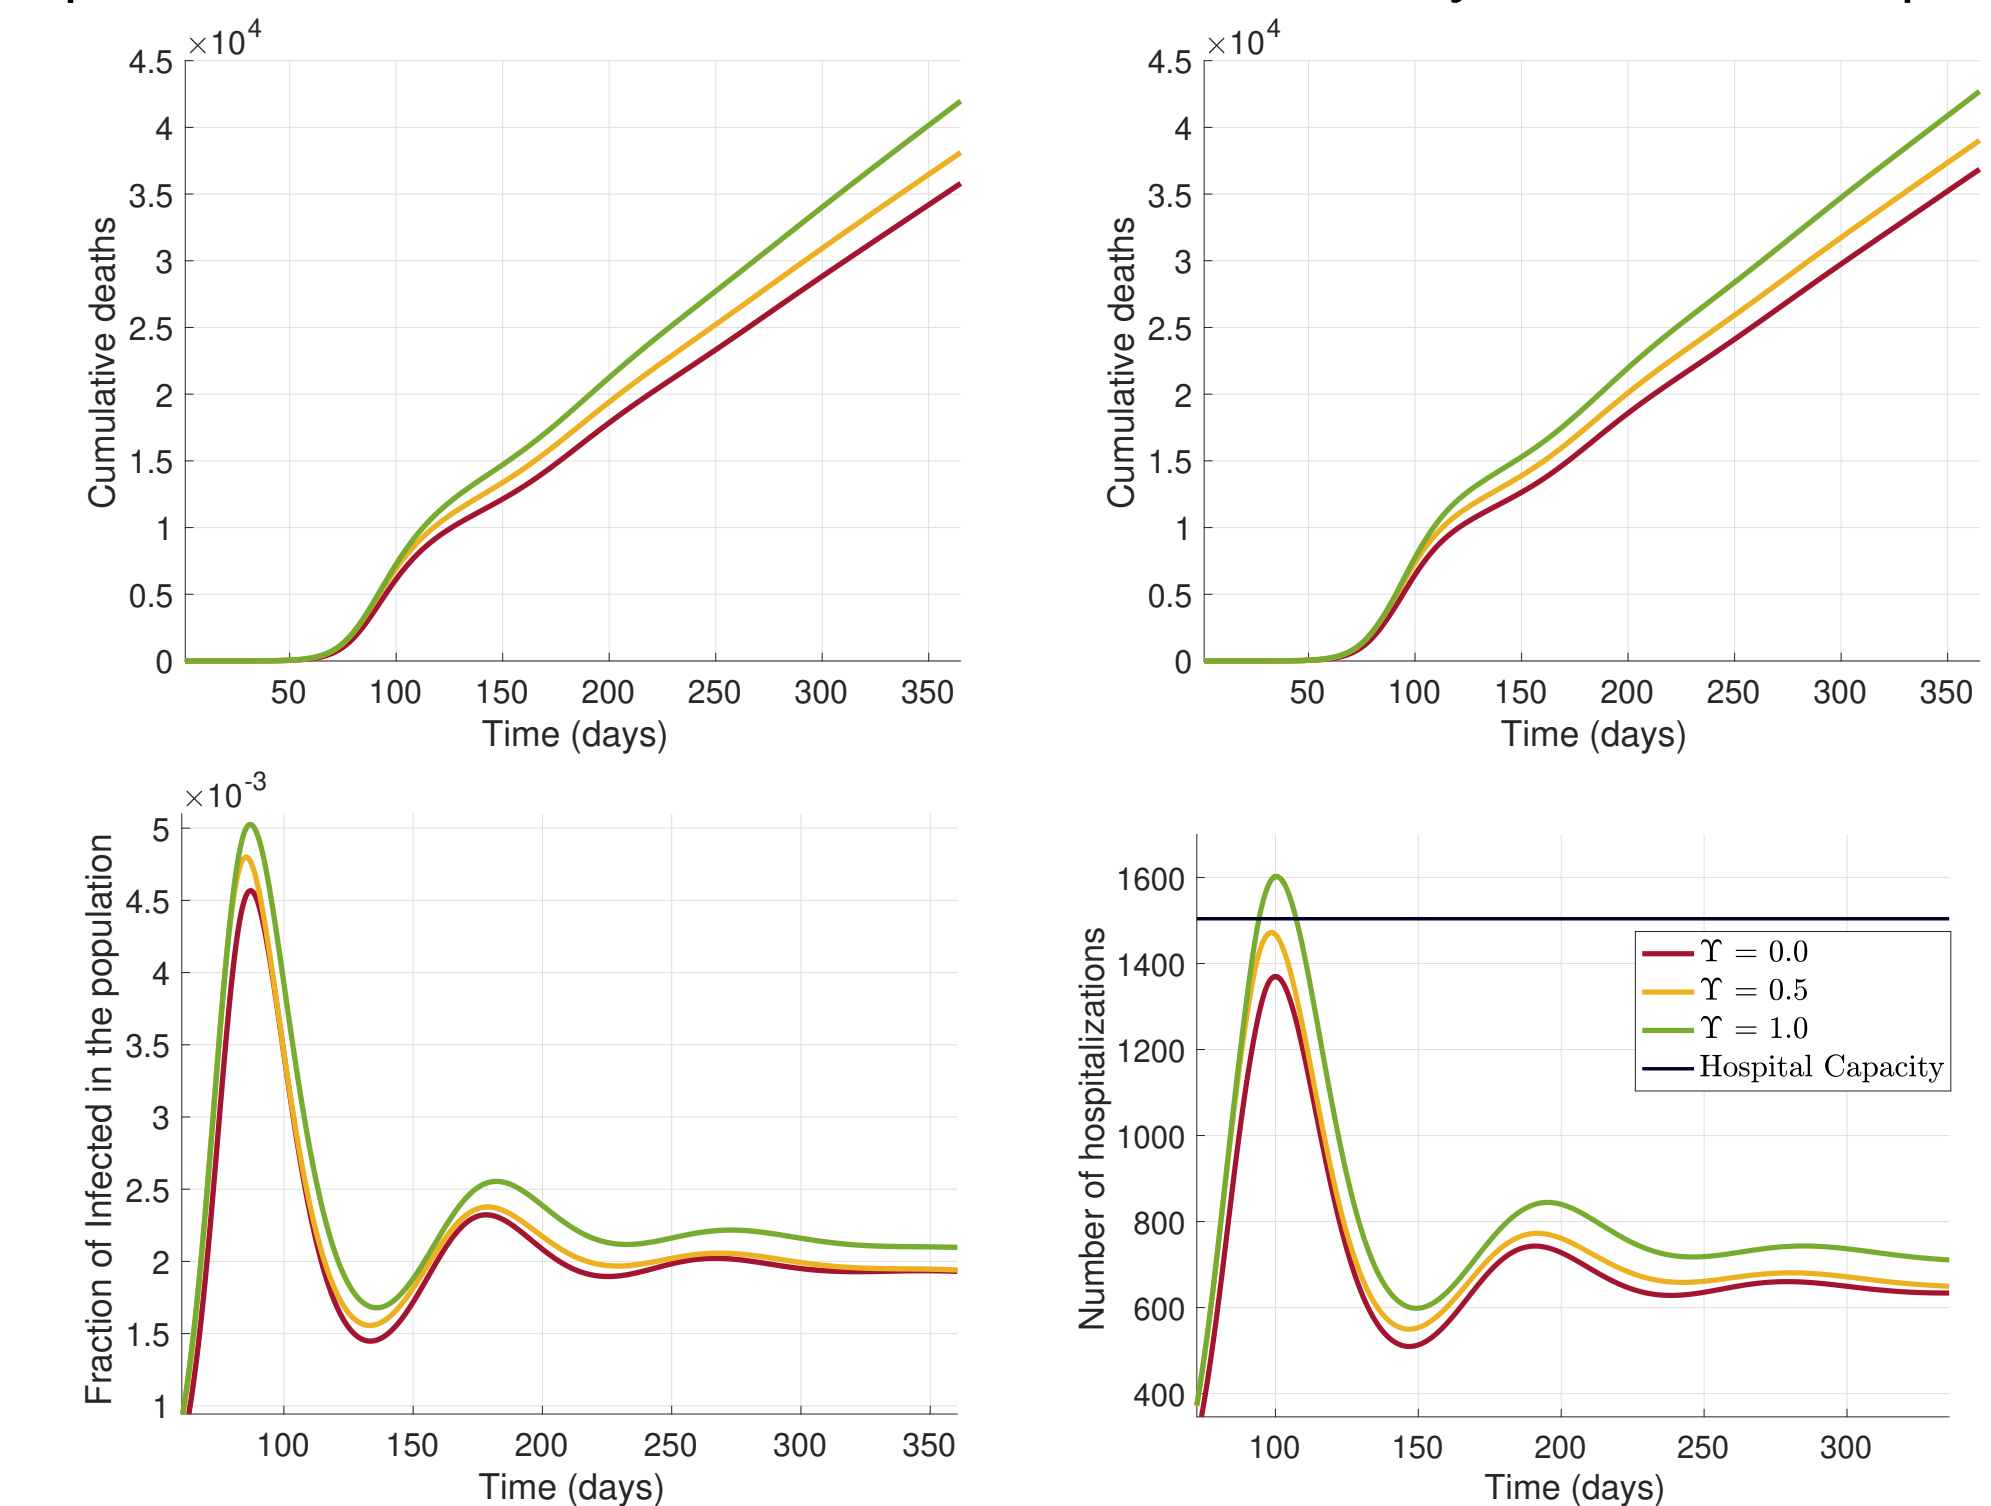 ×10^4
4.5
4
3.5
3
2.5
2
1.5
1
0.5
0
Cumulative deaths
50 100 150 200 250 300 350
Time (days)
×10^4
4.5
4
3.5
3
2.5
2
1.5
1
0.5
0
Cumulative deaths
50 100 150 200 250 300 350
Time (days)
×10^-3
5
4.5
4
3.5
3
2.5
2
1.5
1
Fraction of Infected in the population
100 150 200 250 300 350
Time (days)
1600
1400
1200
1000
800
600
400
Number of hospitalizations
ϒ = 0.0
ϒ = 0.5
ϒ = 1.0
Hospital Capacity
100 150 200 250 300
Time (days)